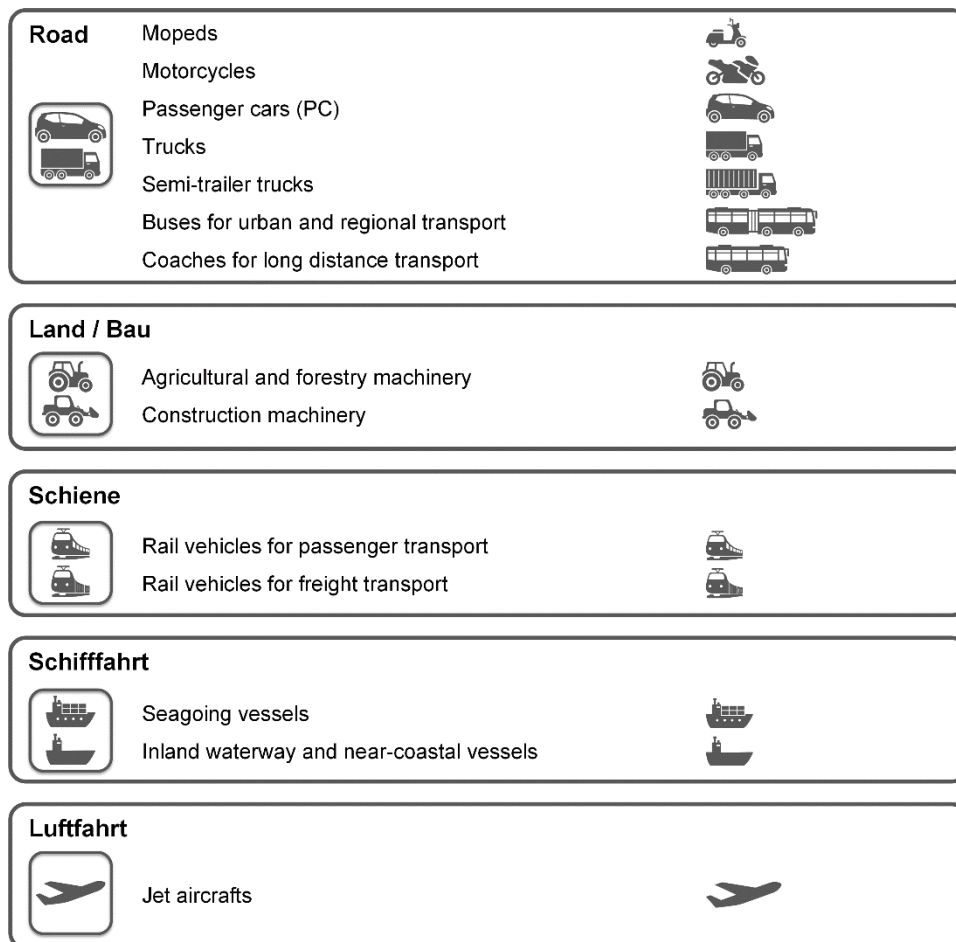 Road
Mopeds
Motorcycles
Passenger cars (PC)
Trucks
Semi-trailer trucks
Buses for urban and regional transport
Coaches for long distance transport
Land / Bau
Agricultural and forestry machinery
Construction machinery
Schiene
Rail vehicles for passenger transport
Rail vehicles for freight transport
Schifffahrt
Seagoing vessels
Inland waterway and near-coastal vessels
Luftfahrt
Jet aircrafts